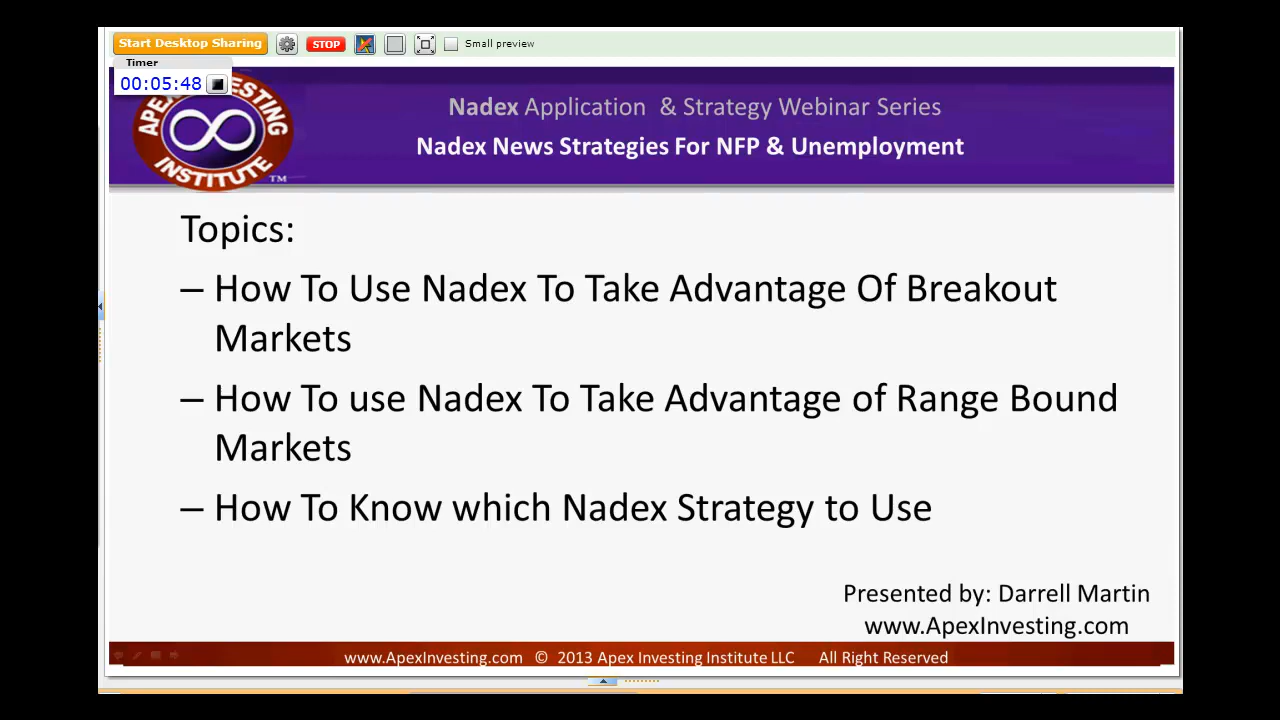 Start Desktop Sharing STOP Small preview
Timer
00:05:48
APEX INVESTING INSTITUTE TM
Nadex Application & Strategy Webinar Series
Nadex News Strategies For NFP & Unemployment
Topics:
– How To Use Nadex To Take Advantage Of Breakout
Markets
– How To use Nadex To Take Advantage of Range Bound
Markets
– How To Know which Nadex Strategy to Use
Presented by: Darrell Martin
www.ApexInvesting.com
www.ApexInvesting.com © 2013 Apex Investing Institute LLC All Right Reserved